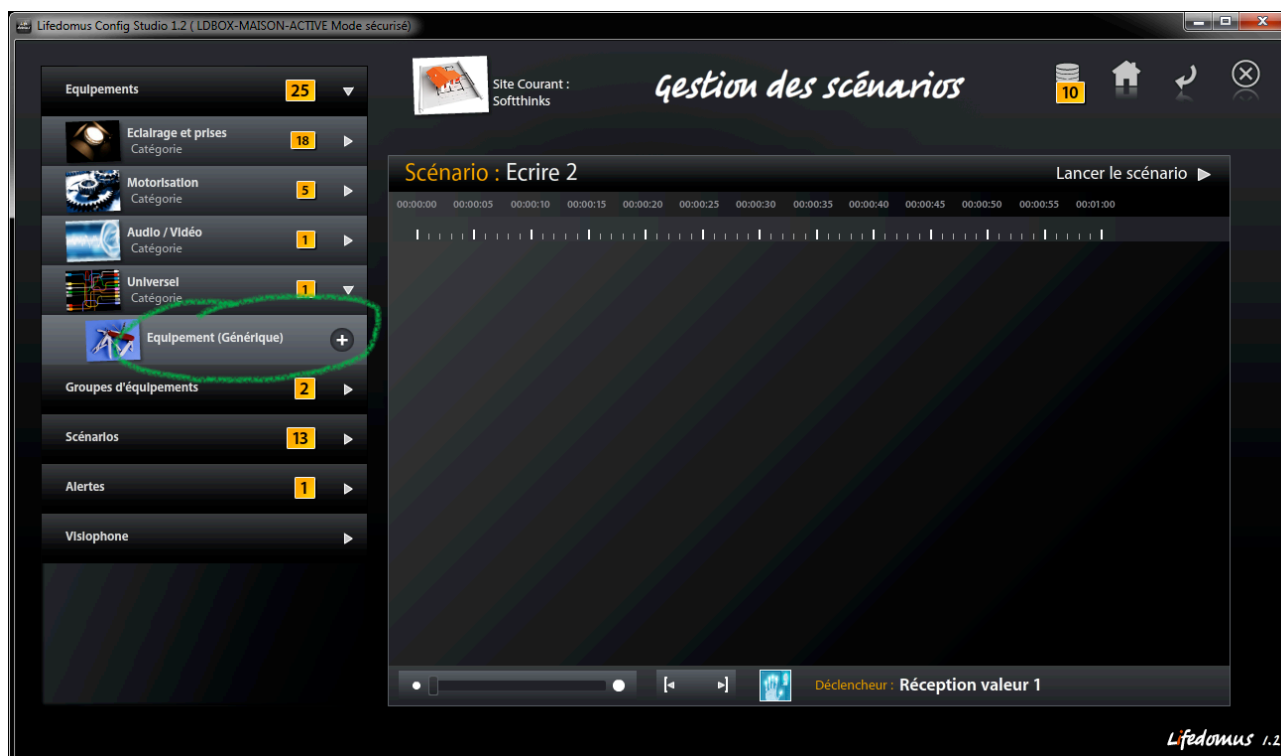 Lifedomus Config Studio 1.2 ( LDBOX-MAISON-ACTIVE Mode sécurisé)
Equipements 25
Eclairage et prises
Catégorie
18
Motorisation
Catégorie
5
Audio / Vidéo
Catégorie
1
Universel
Catégorie
1
Equipement (Générique)
Groupes d'équipements 2
Scénarios 13
Alertes 1
Visiophone
Site Courant :
Softthinks
Gestion des scénarios
10
Scénario : Ecrire 2
Lancer le scénario
00:00:00 00:00:05 00:00:10 00:00:15 00:00:20 00:00:25 00:00:30 00:00:35 00:00:40 00:00:45 00:00:50 00:00:55 00:01:00
Déclencheur : Réception valeur 1
Lifedomus 1.2